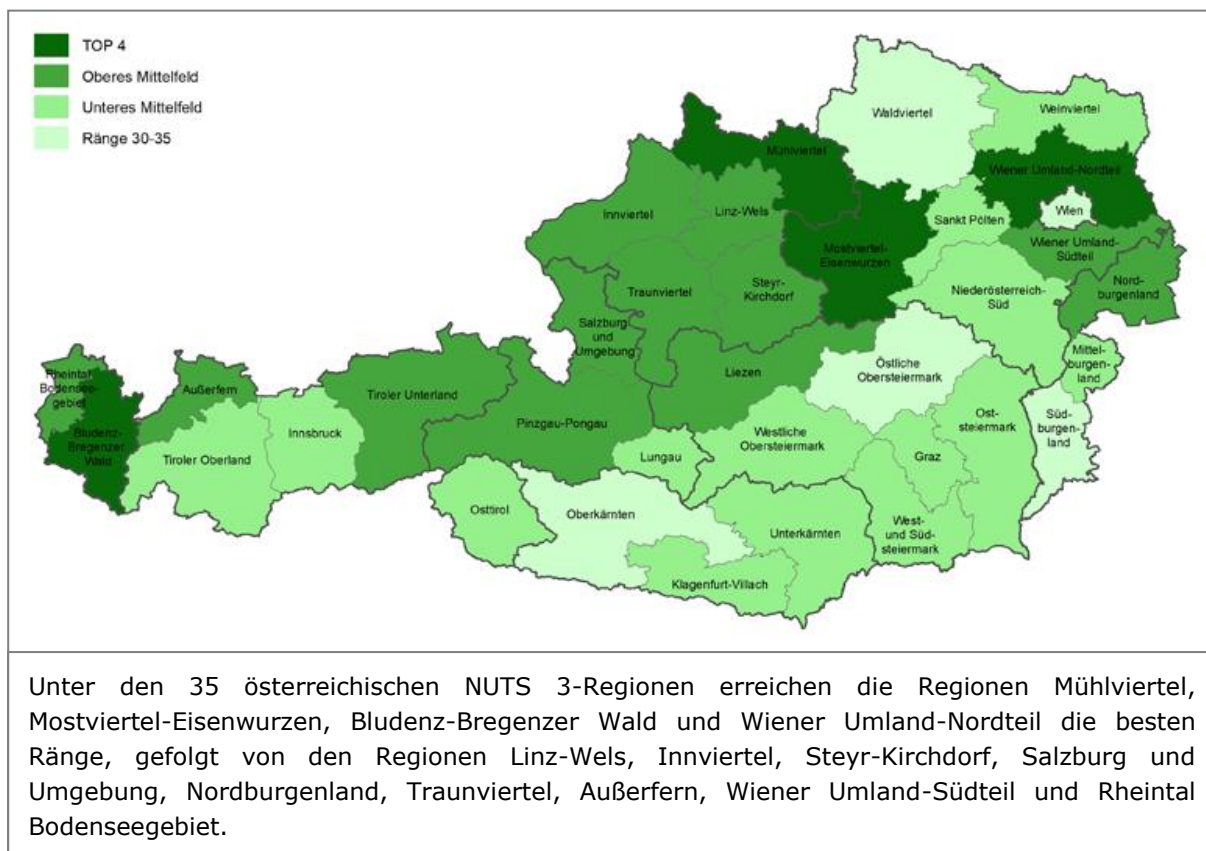 TOP 4
Oberes Mittelfeld
Unteres Mittelfeld
Ränge 30-35
Waldviertel
Weinviertel
Mühlviertel
Wiener Umland-Nordteil
Innviertel
Linz-Wels
Wien
Sankt Pölten
Mostviertel-
Eisenwurzen
Wiener Umland-
Südteil
Traunviertel
Steyr-
Kirchdorf
Nord-
burgenland
Niederösterreich-
Süd
Salzburg
und
Umgebung
Mittel-
burgen-
land
Rheintal
Bodensee-
gebiet
Außerfern
Liezen
Östliche
Obersteiermark
Tiroler Unterland
Pinzgau-Pongau
Ost-
steiermark
Süd-
burgen-
land
Bludenz-
Bregenzer
Wald
Innsbruck
Tiroler Oberland
Westliche
Obersteiermark
Graz
Lungau
Osttirol
Oberkärnten
Unterkärnten
West-
und Süd-
steiermark
Klagenfurt-Villach
Unter den 35 österreichischen NUTS 3-Regionen erreichen die Regionen Mühlviertel,
Mostviertel-Eisenwurzen, Bludenz-Bregenzer Wald und Wiener Umland-Nordteil die besten
Ränge, gefolgt von den Regionen Linz-Wels, Innviertel, Steyr-Kirchdorf, Salzburg und
Umgebung, Nordburgenland, Traunviertel, Außerfern, Wiener Umland-Südteil und Rheintal
Bodenseegebiet.